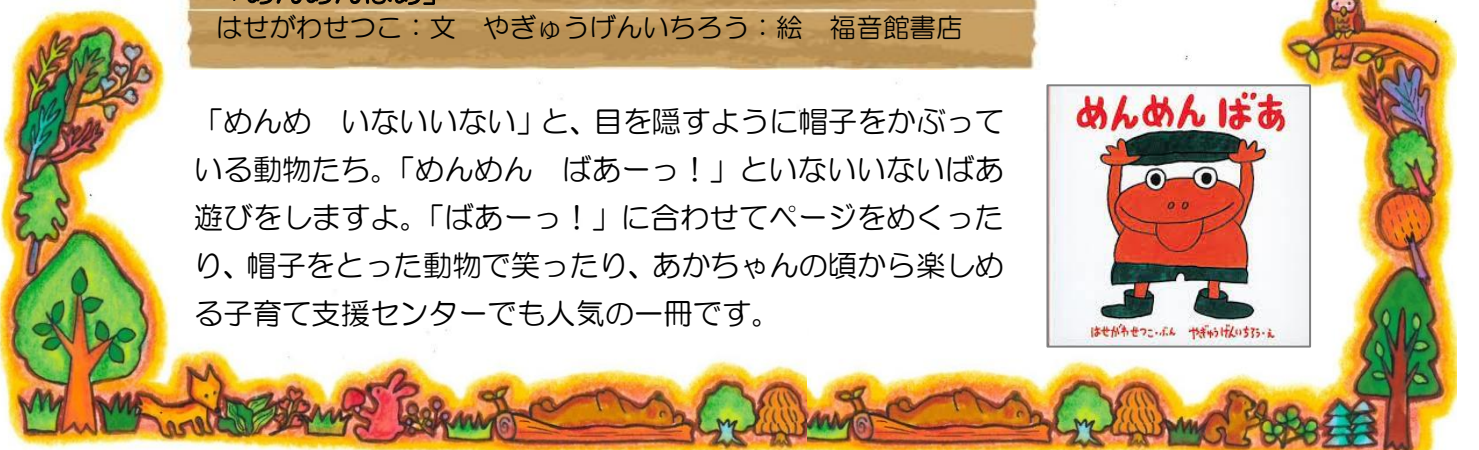 「めんめんばあ」
はせがわせつこ：文　やぎゅうげんいちろう：絵　福音館書店
「めんめ　いないいない」と、目を隠すように帽子をかぶって
いる動物たち。「めんめん　ばあーっ！」といないいないばあ
遊びをしますよ。「ばあーっ！」に合わせてページをめくった
り、帽子をとった動物で笑ったり、あかちゃんの頃から楽しめ
る子育て支援センターでも人気の一冊です。
めんめん ばあ
はせがわせつこ・ぶん　やぎゅうげんいちろう・え